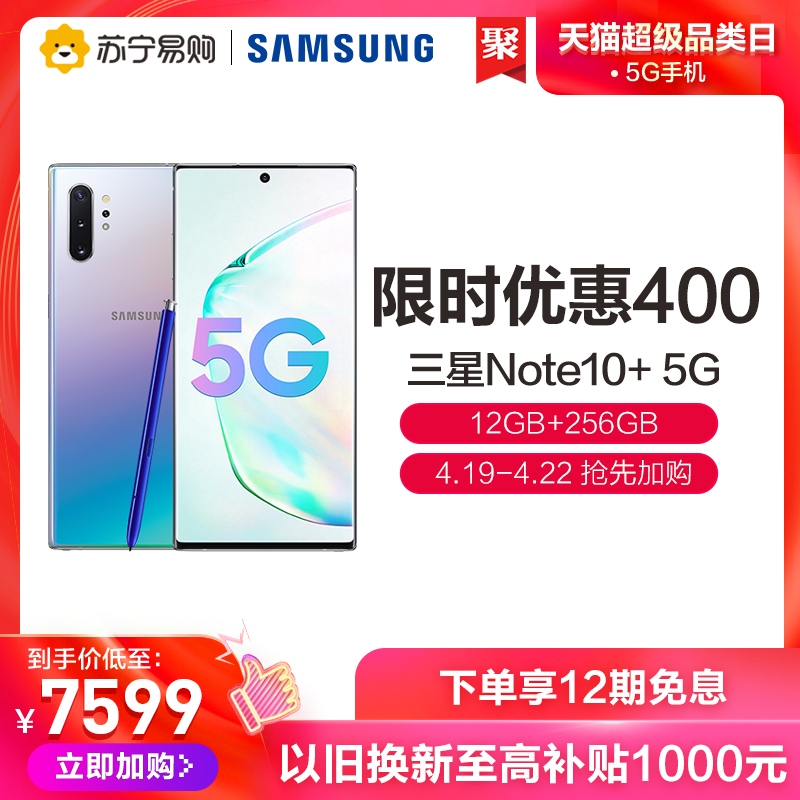 苏宁易购 | SAMSUNG
聚
天猫超级品类日
• 5G手机
SAMSUN
5G
限时优惠400
三星Note10+ 5G
12GB+256GB
4.19-4.22 抢先加购
到手价低至:
¥7599
立即加购>
下单享12期免息
以旧换新至高补贴1000元